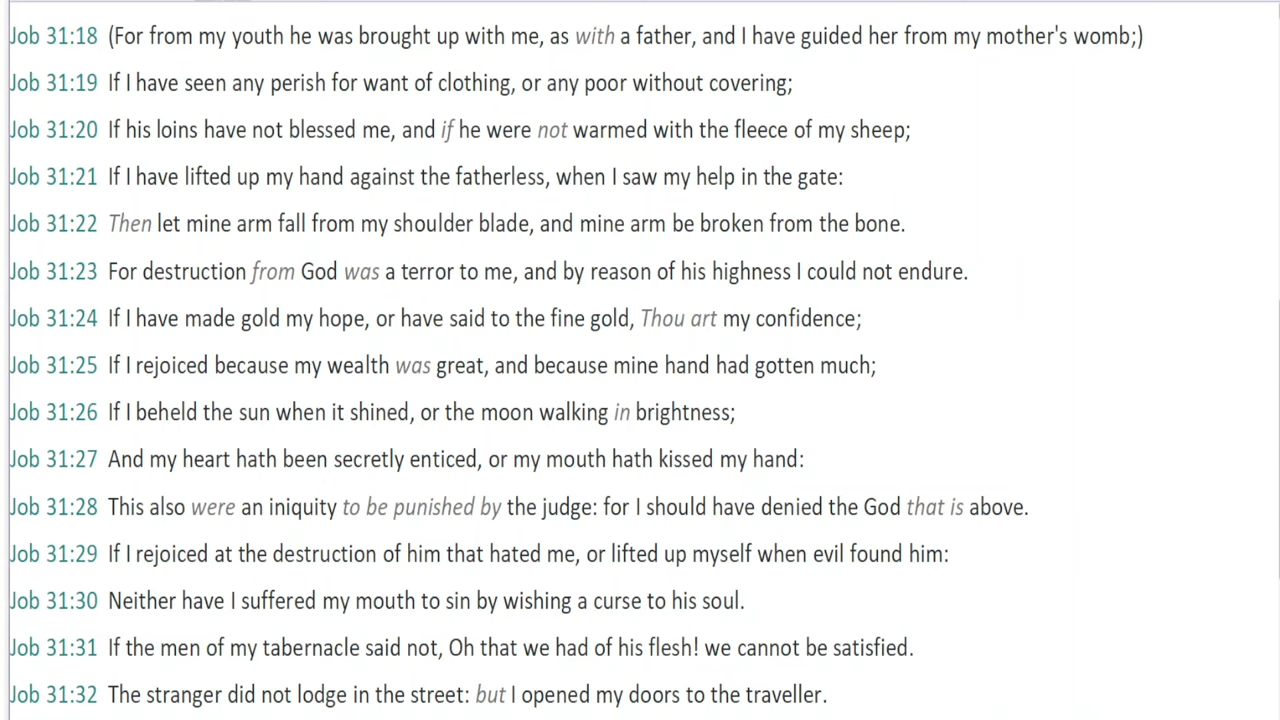 Job 31:18 (For from my youth he was brought up with me, as with a father, and I have guided her from my mother's womb;)
Job 31:19 If I have seen any perish for want of clothing, or any poor without covering;
Job 31:20 If his loins have not blessed me, and if he were not warmed with the fleece of my sheep;
Job 31:21 If I have lifted up my hand against the fatherless, when I saw my help in the gate:
Job 31:22 Then let mine arm fall from my shoulder blade, and mine arm be broken from the bone.
Job 31:23 For destruction from God was a terror to me, and by reason of his highness I could not endure.
Job 31:24 If I have made gold my hope, or have said to the fine gold, Thou art my confidence;
Job 31:25 If I rejoiced because my wealth was great, and because mine hand had gotten much;
Job 31:26 If I beheld the sun when it shined, or the moon walking in brightness;
Job 31:27 And my heart hath been secretly enticed, or my mouth hath kissed my hand:
Job 31:28 This also were an iniquity to be punished by the judge: for I should have denied the God that is above.
Job 31:29 If I rejoiced at the destruction of him that hated me, or lifted up myself when evil found him:
Job 31:30 Neither have I suffered my mouth to sin by wishing a curse to his soul.
Job 31:31 If the men of my tabernacle said not, Oh that we had of his flesh! we cannot be satisfied.
Job 31:32 The stranger did not lodge in the street: but I opened my doors to the traveller.